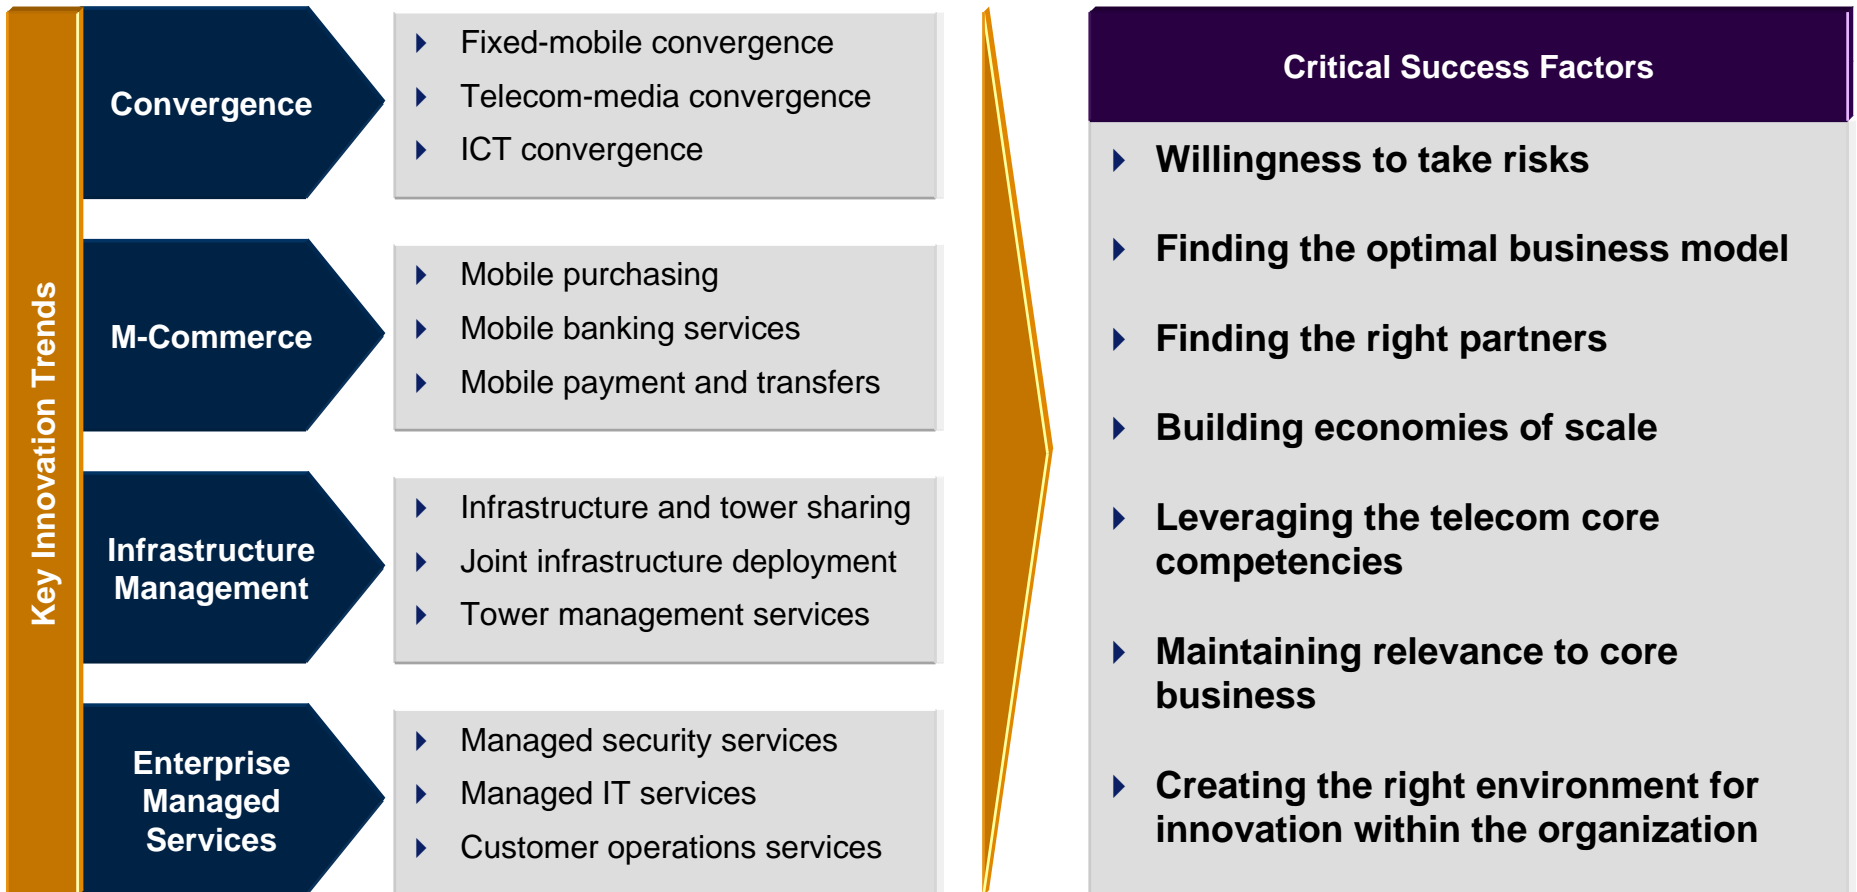 Key Innovation Trends
Convergence
Fixed-mobile convergence
Telecom-media convergence
ICT convergence
M-Commerce
Mobile purchasing
Mobile banking services
Mobile payment and transfers
Infrastructure
Management
Infrastructure and tower sharing
Joint infrastructure deployment
Tower management services
Enterprise
Managed
Services
Managed security services
Managed IT services
Customer operations services
Critical Success Factors
Willingness to take risks
Finding the optimal business model
Finding the right partners
Building economies of scale
Leveraging the telecom core
competencies
Maintaining relevance to core
business
Creating the right environment for
innovation within the organization